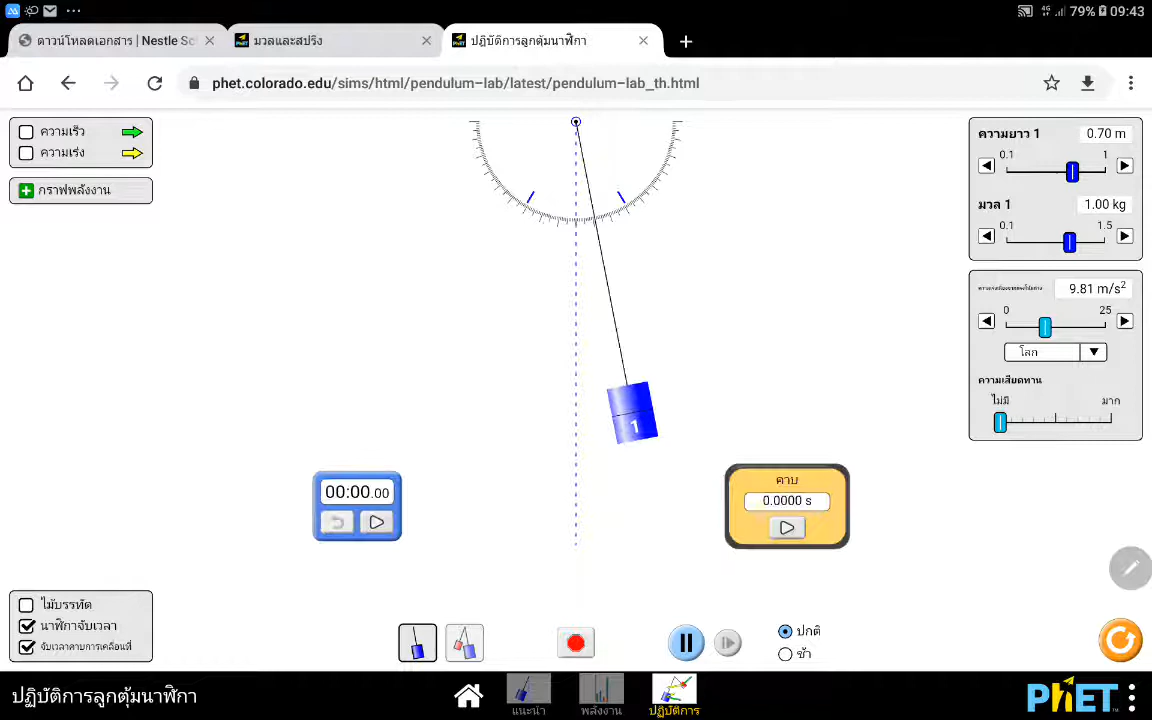 79% 09:43
ดาวน์โหลดเอกสาร | Nestle Sc
มวลและสปริง
ปฏิบัติการลูกตุ้มนาฬิกา
phet.colorado.edu/sims/html/pendulum-lab/latest/pendulum-lab_th.html
ความเร็ว
ความเร่ง
กราฟพลังงาน
ความยาว 1 0.70 m
0.1 1
มวล 1 1.00 kg
0.1 1.5
9.81 m/s²
0 25
โลก
ความเสียดทาน
ไม่มี มาก
1
00:00.00
คาบ
0.0000 s
ไม้บรรทัด
นาฬิกาจับเวลา
จับเวลาคาบการเคลื่อนที่
ปกติ
ช้า
ปฏิบัติการลูกตุ้มนาฬิกา
แนะนำ
พลังงาน
ปฏิบัติการ
PhET